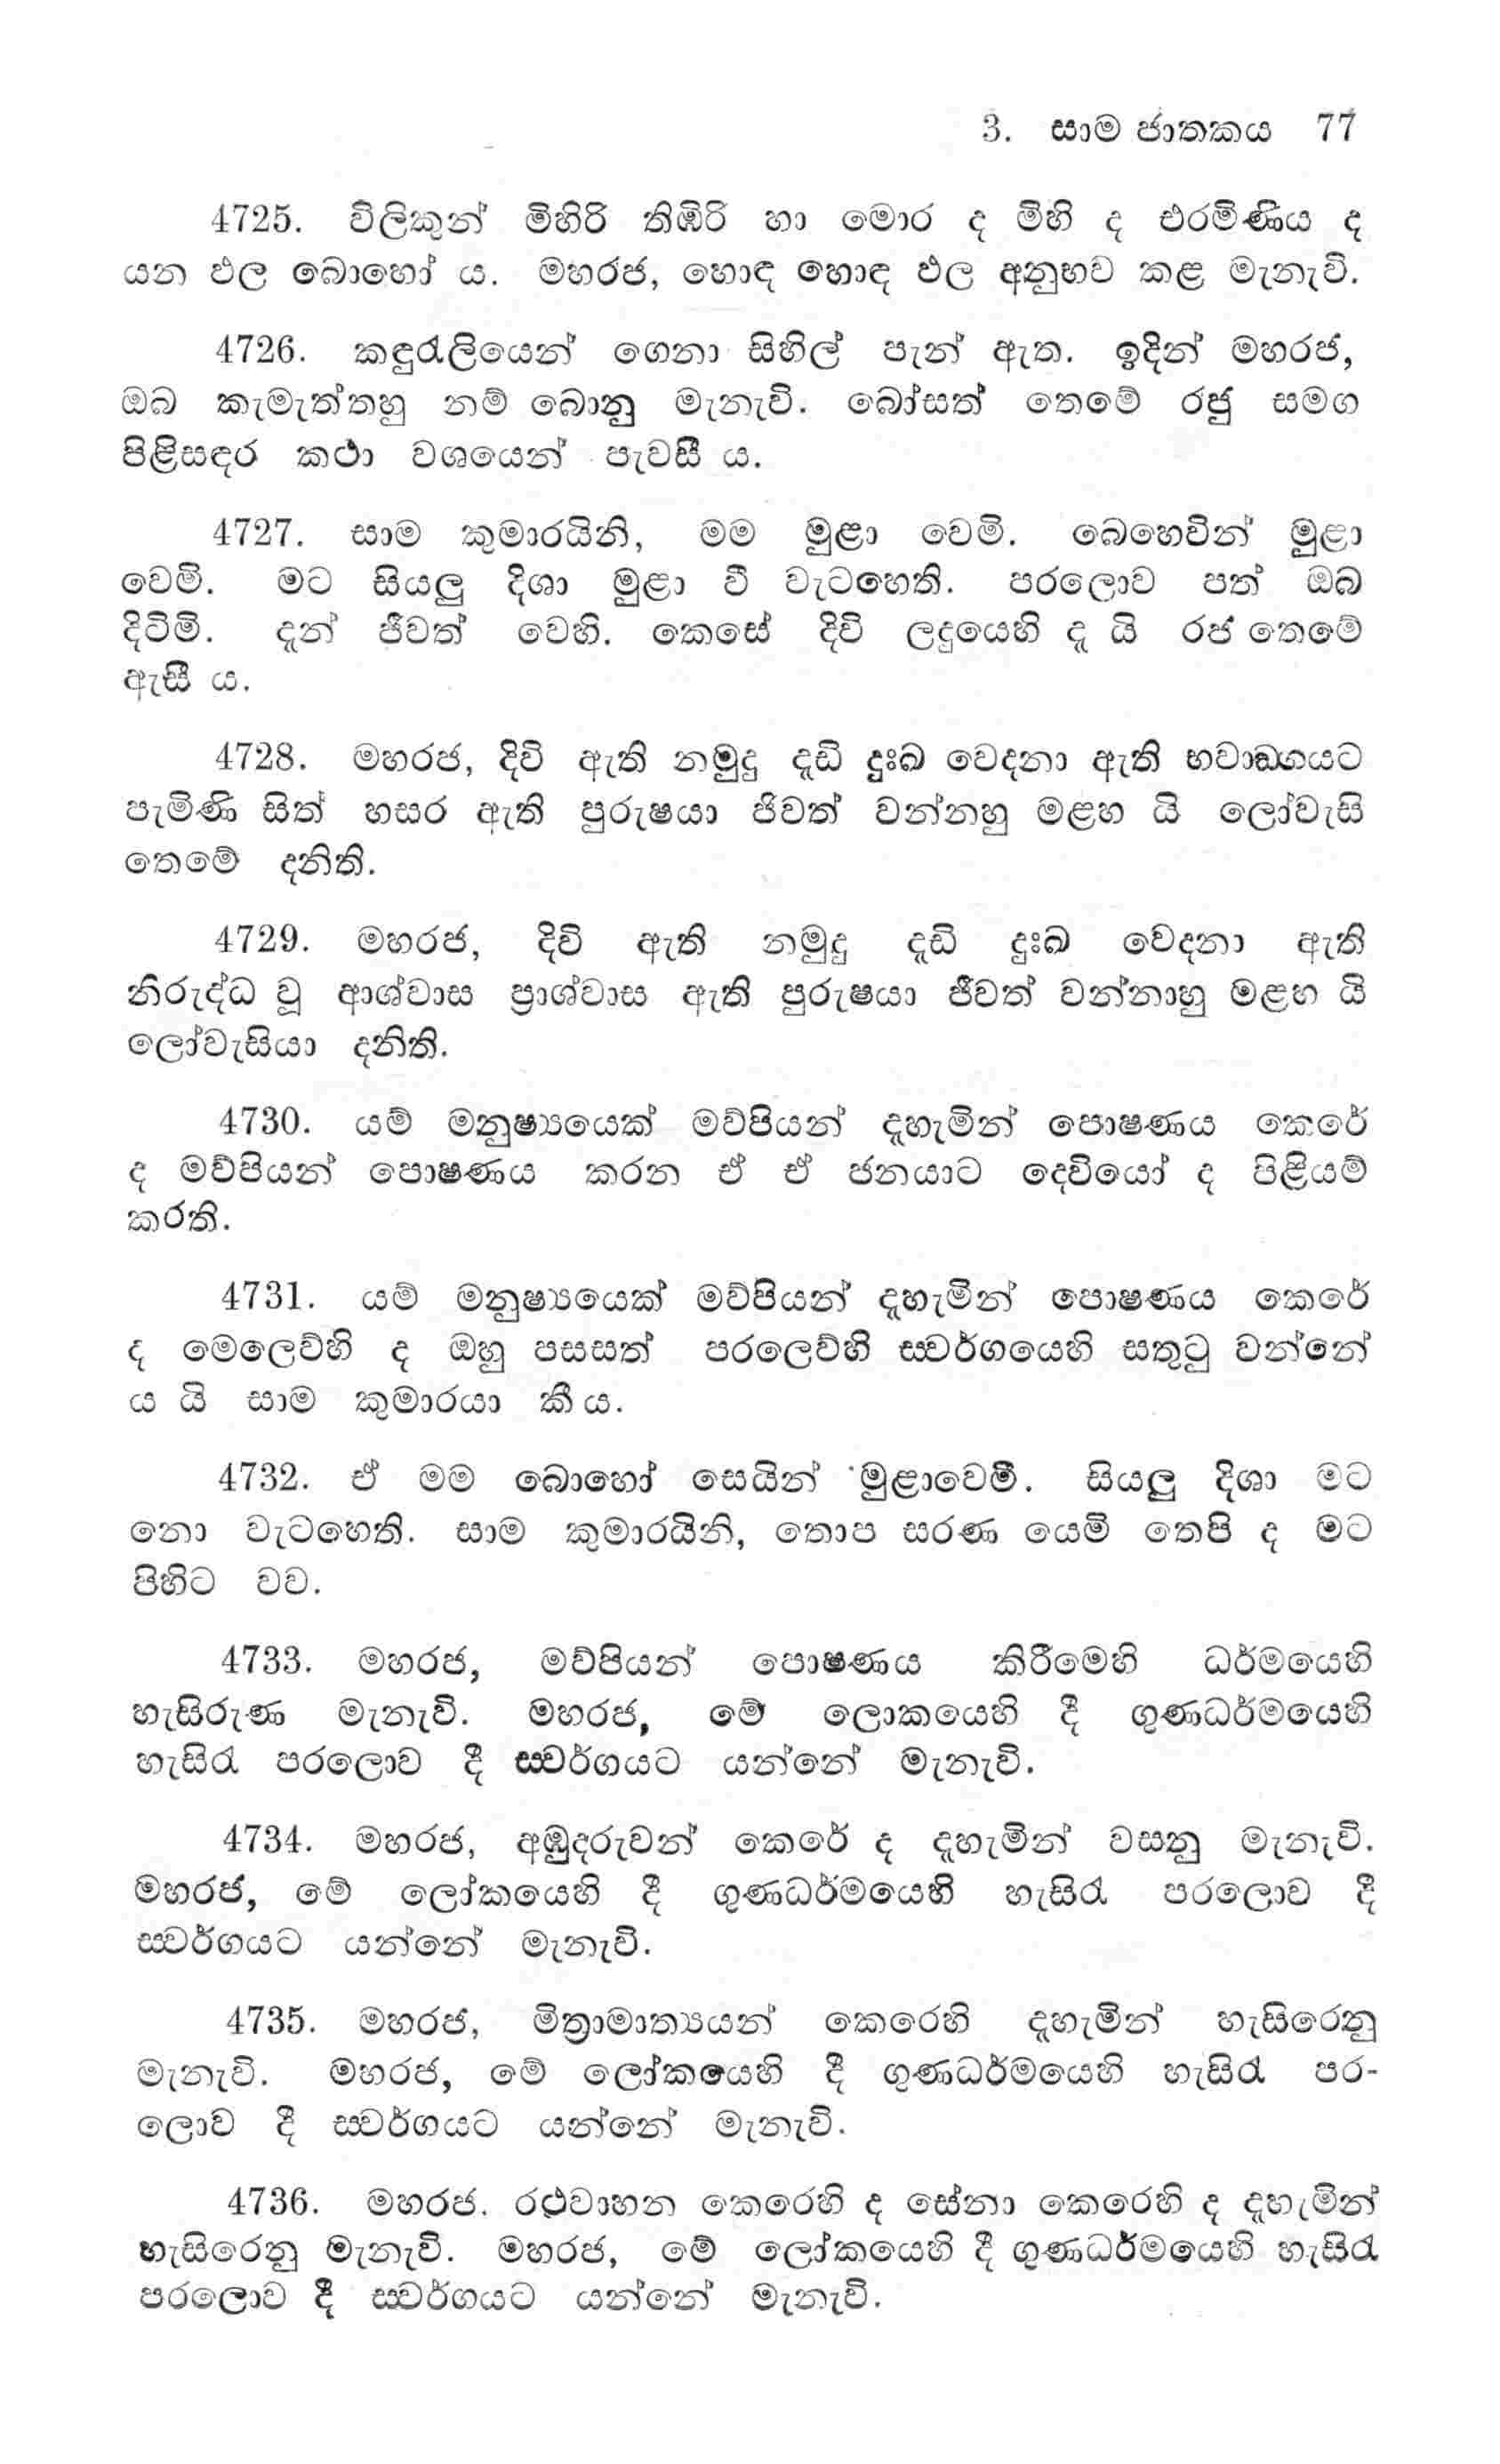 3. සාම ජාතකය 77
4725. විලිකුන් මිහිරි තිඹිරි හා මොර ද මිහි ද එරමිණිය ද
යන ඵල බොහෝ ය. මහරජ, හොඳ හොඳ ඵල අනුභව කළ මැනැවි.
4726. කඳුරැලියෙන් ගෙනා සිහිල් පැන් ඇත. ඉදින් මහරජ,
ඔබ කැමැත්තහු නම් බොනු මැනැවි. බෝසත් තෙමේ රජු සමග
පිළිසඳර කථා වශයෙන් පැවසී ය.
4727. සාම කුමාරයිනි, මම මුළා වෙමි. බෙහෙවින් මුළා
වෙමි. මට සියලු දිශා මුළා වී වැටහෙති. පරලොව පත් ඔබ
දිටිමි. දැන් ජීවත් වෙහි. කෙසේ දිවි ලදුයෙහි දැ යි රජ තෙමේ
ඇසී ය.
4728. මහරජ, දිවි ඇති නමුදු දැඩි දුඃඛ වෙදනා ඇති භවාඞ්ගයට
පැමිණි සිත් හසර ඇති පුරුෂයා ජිවත් වන්නහු මළහ යි ලෝවැසි
තෙමේ දනිති.
4729. මහරජ, දිවි ඇති නමුදු දැඩි දුඃඛ වෙදනා ඇති
නිරුද්ධ වූ ආශ්වාස ප්‍රාශ්වාස ඇති පුරුෂයා ජීවත් වන්නාහු මළහ යි
ලෝවැසියා දනිති.
4730. යම් මනුෂ්‍යයෙක් මව්පියන් දැහැමින් පොෂණය කෙරේ
ද මව්පියන් පොෂණය කරන ඒ ඒ ජනයාට දෙවියෝ ද පිළියම්
කරති.
4731. යම් මනුෂ්‍යයෙක් මව්පියන් දැහැමින් පොෂණය කෙරේ
ද මෙලෙව්හි ද ඔහු පසසත් පරලෙව්හි ස්වර්ගයෙහි සතුටු වන්නේ
ය යි සාම කුමාරයා කී ය.
4732. ඒ මම බොහෝ සෙයින් මුළාවෙමී. සියලු දිශා මට
නො වැටහෙති. සාම කුමාරයිනි, තොප සරණ යෙමි තෙපි ද මට
පිහිට වව.
4733. මහරජ, මව්පියන් පොෂණය කිරීමෙහි ධර්මයෙහි
හැසිරුණ මැනැවි. මහරජ, මේ ලොකයෙහි දී ගුණධර්මයෙහි
හැසිර‍ැ පරලොව දී ස්වර්ගයට යන්නේ මැනැවි.
4734. මහරජ, අඹුදරුවන් කෙරේ ද දැහැමින් වසනු මැනැවි.
මහරජ, මේ ලෝකයෙහි දී ගුණධර්මයෙහි හැසිරැ පරලොව දී
ස්වර්ගයට යන්නේ මැනැවි.
4735. මහරජ, මිත්‍රාමාත්‍යයන් කෙරෙහි දැහැමින් හැසිරෙනු
මැනැවි. මහරජ, මේ ලෝකයෙහි දී ගුණධර්මයෙහි හැසිරැ පර-
ලොව දී ස්වර්ගයට යන්නේ මැනැවි.
4736. මහරජ. රථවාහන කෙරෙහි ද සේනා කෙරෙහි ද දැහැමින්
හැසිරෙනු මැනැවි. මහරජ, මේ ලෝකයෙහි දී ගුණධර්මයෙහි හැසිරැ
පරලොව දී ස්වර්ගයට යන්නේ මැනැවි.